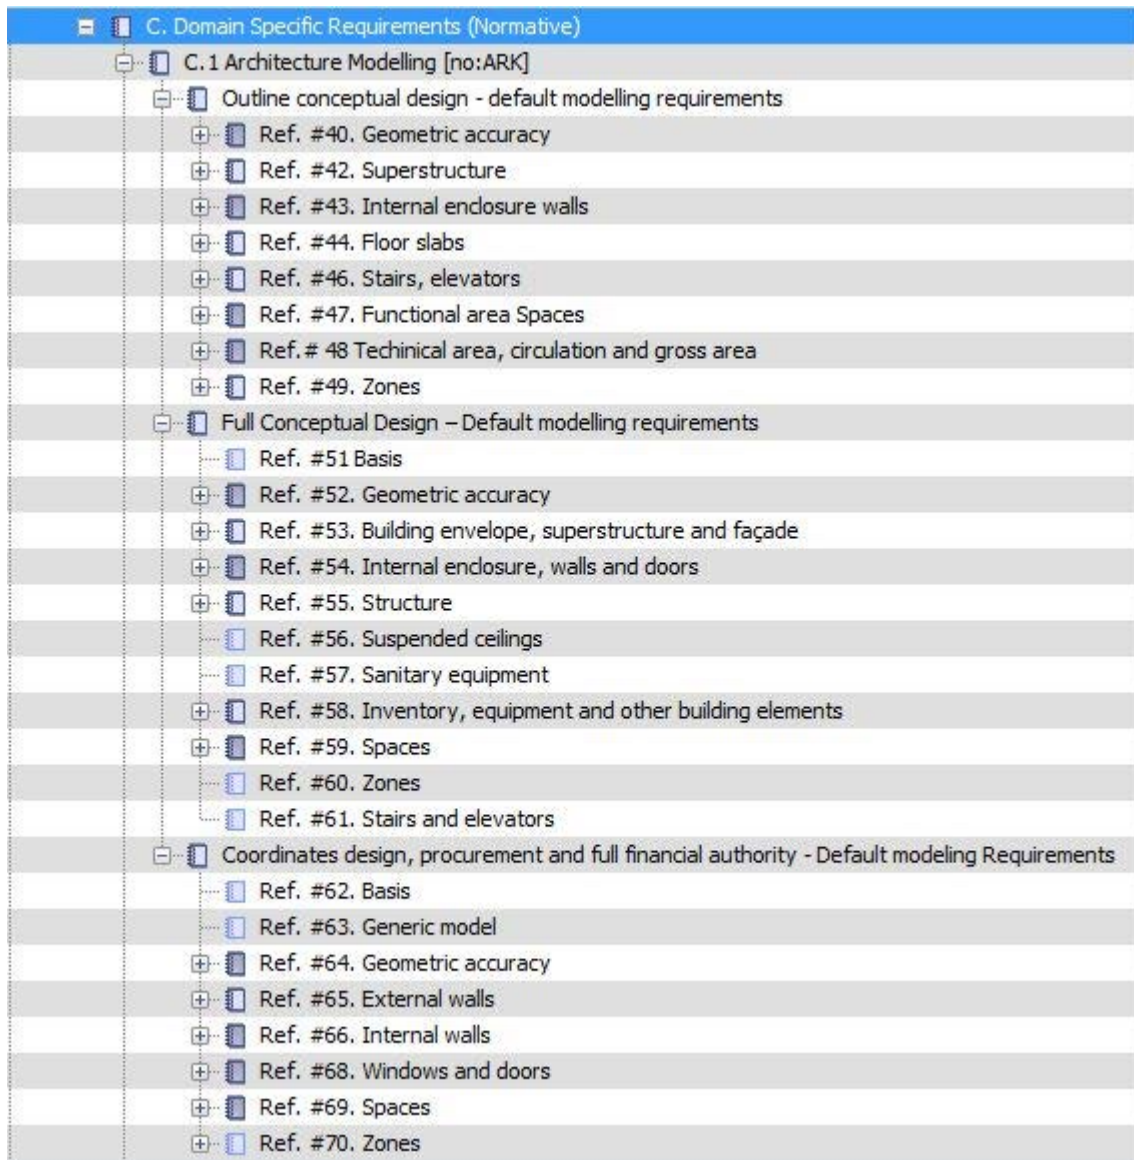 C. Domain Specific Requirements (Normative)
C.1 Architecture Modelling [no:ARK]
Outline conceptual design - default modelling requirements
Ref. #40. Geometric accuracy
Ref. #42. Superstructure
Ref. #43. Internal enclosure walls
Ref. #44. Floor slabs
Ref. #46. Stairs, elevators
Ref. #47. Functional area Spaces
Ref.# 48 Techinical area, circulation and gross area
Ref. #49. Zones
Full Conceptual Design – Default modelling requirements
Ref. #51 Basis
Ref. #52. Geometric accuracy
Ref. #53. Building envelope, superstructure and façade
Ref. #54. Internal enclosure, walls and doors
Ref. #55. Structure
Ref. #56. Suspended ceilings
Ref. #57. Sanitary equipment
Ref. #58. Inventory, equipment and other building elements
Ref. #59. Spaces
Ref. #60. Zones
Ref. #61. Stairs and elevators
Coordinates design, procurement and full financial authority - Default modeling Requirements
Ref. #62. Basis
Ref. #63. Generic model
Ref. #64. Geometric accuracy
Ref. #65. External walls
Ref. #66. Internal walls
Ref. #68. Windows and doors
Ref. #69. Spaces
Ref. #70. Zones